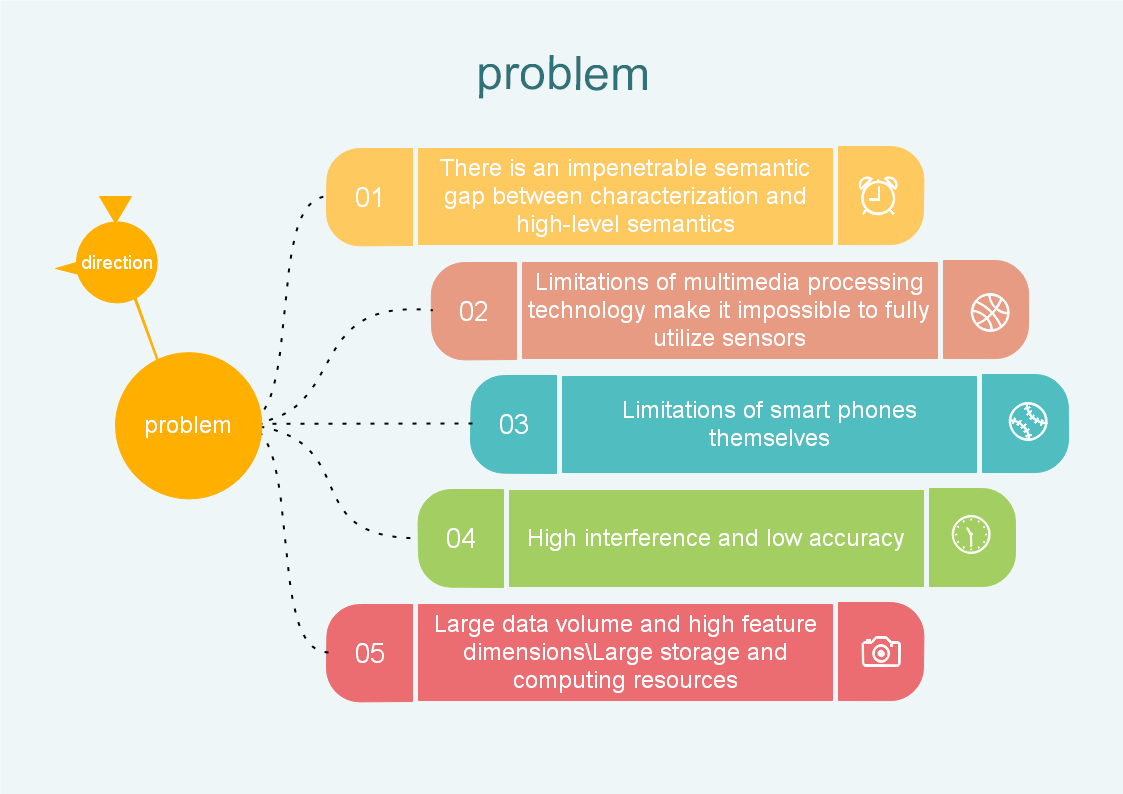 problem
01
There is an impenetrable semantic
gap between characterization and
high-level semantics
direction
02
Limitations of multimedia processing
technology make it impossible to fully
utilize sensors
problem
03
Limitations of smart phones
themselves
04
High interference and low accuracy
05
Large data volume and high feature
dimensions\Large storage and
computing resources